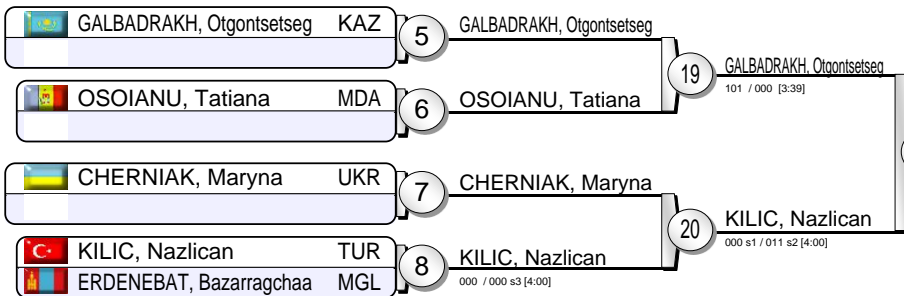 GALBADRAKH, Otgontsetseg KAZ 5 GALBADRAKH, Otgontsetseg
19 GALBADRAKH, Otgontsetseg
101 / 000 [3:39]
OSOIANU, Tatiana MDA 6 OSOIANU, Tatiana
CHERNIAK, Maryna UKR 7 CHERNIAK, Maryna
20 KILIC, Nazlican
000 s1 / 011 s2 [4:00]
KILIC, Nazlican TUR 8 KILIC, Nazlican
000 / 000 s3 [4:00]
ERDENEBAT, Bazarragchaa MGL